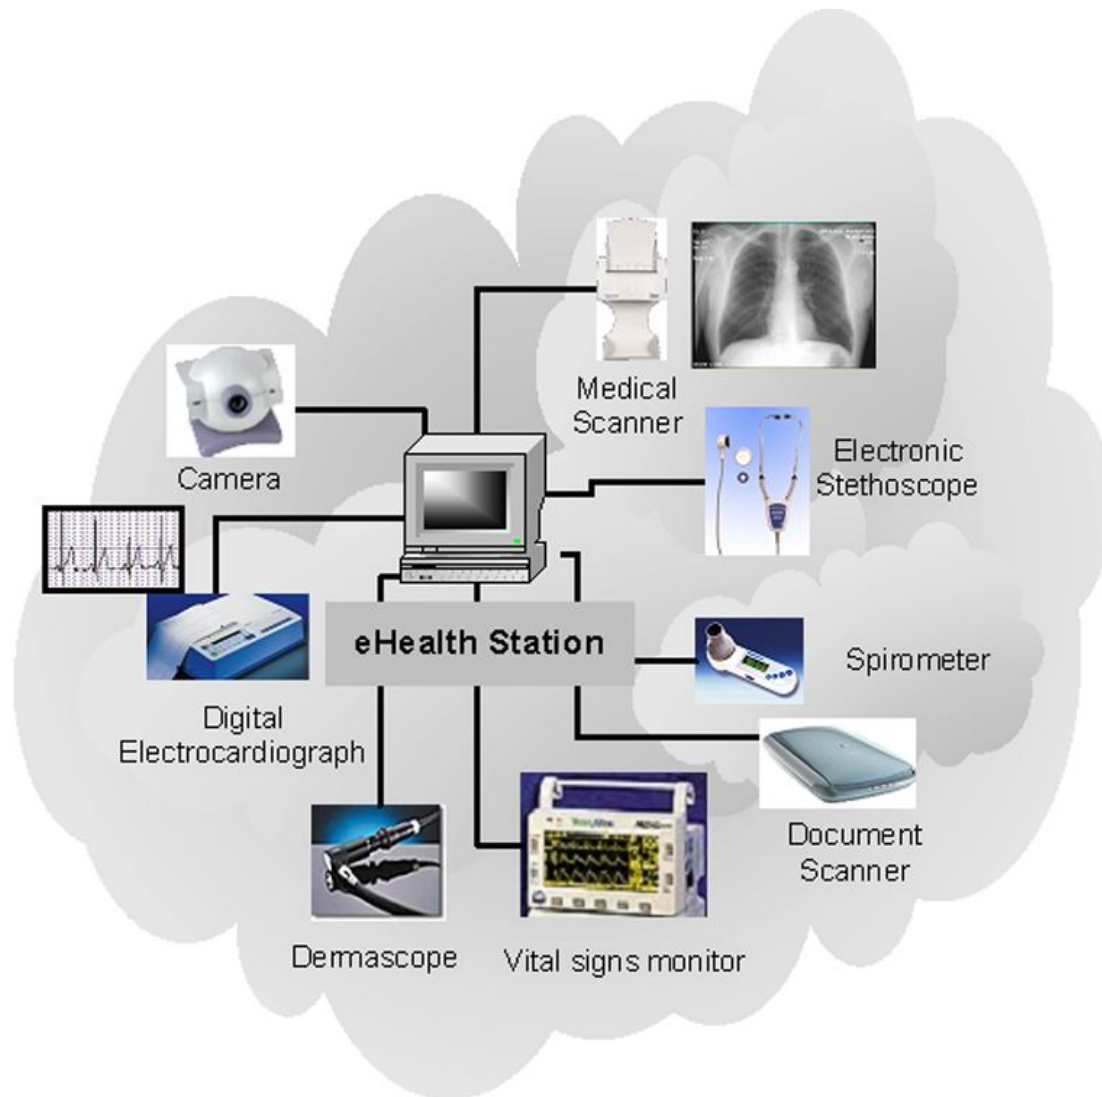 Medical
Scanner
Camera
Electronic
Stethoscope
eHealth Station
Spirometer
Digital
Electrocardiograph
Document
Scanner
Dermascope
Vital signs monitor